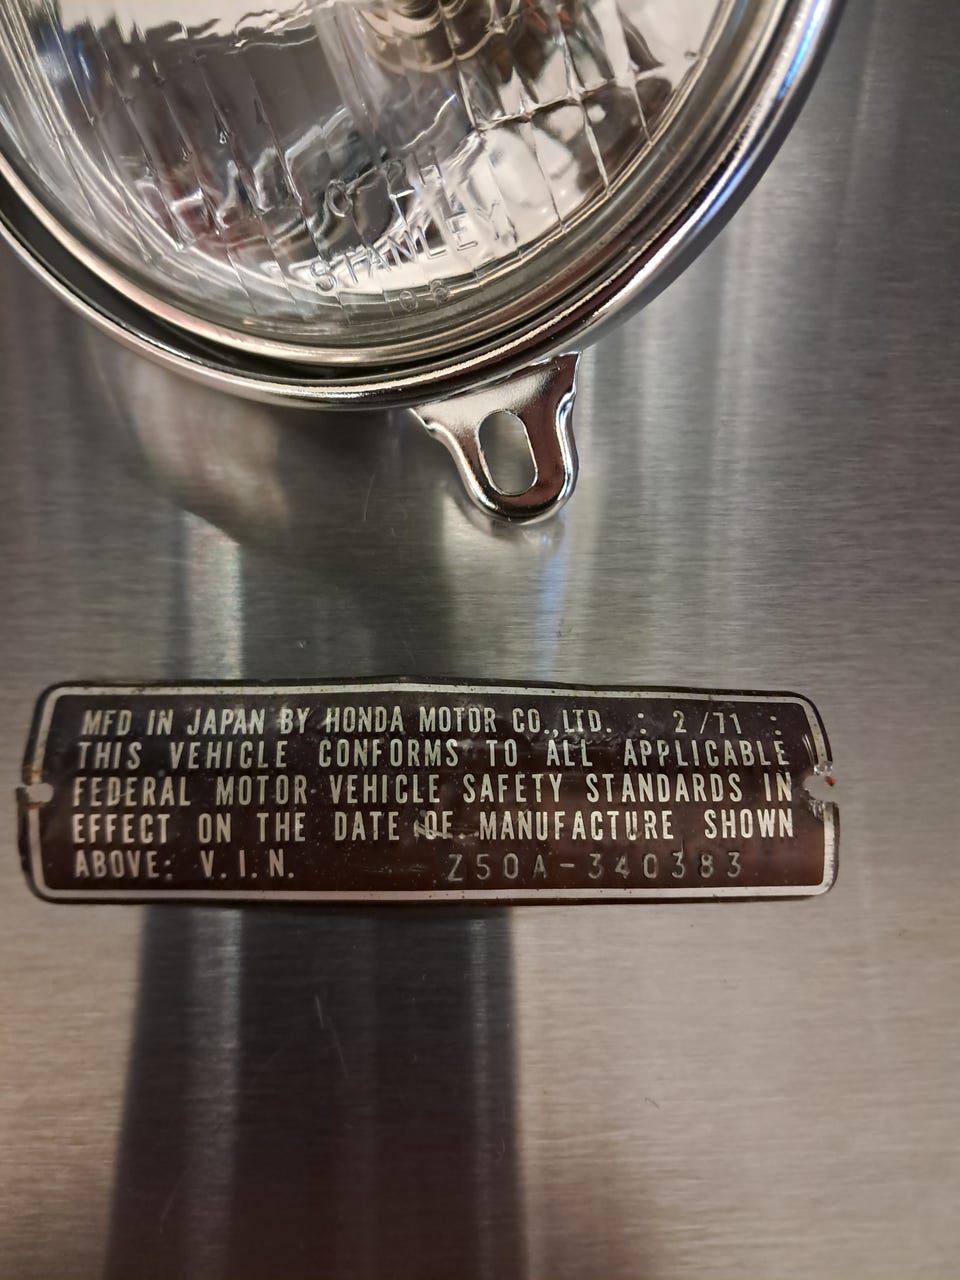 STANLEY
MFD IN JAPAN BY HONDA MOTOR CO.,LTD. : 2/71 :
THIS VEHICLE CONFORMS TO ALL APPLICABLE
FEDERAL MOTOR VEHICLE SAFETY STANDARDS IN
EFFECT ON THE DATE OF MANUFACTURE SHOWN
ABOVE: V.I.N. Z50A-340383